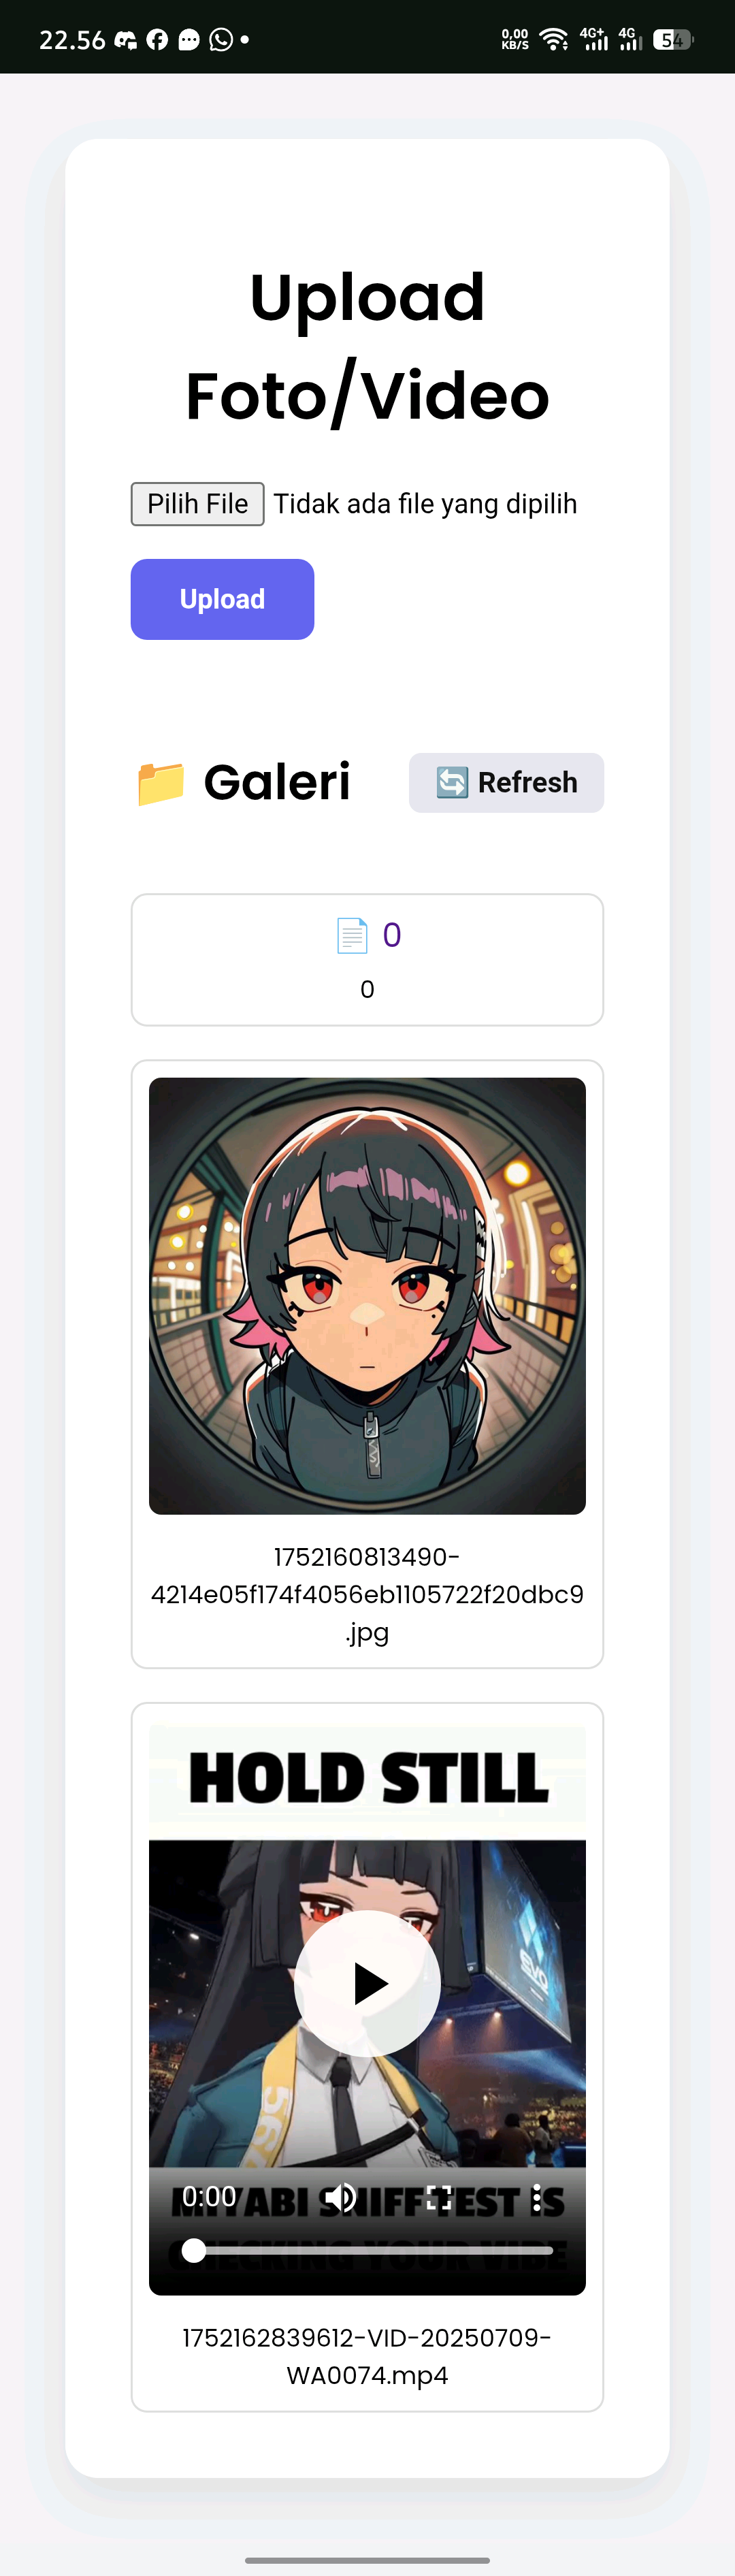 22.56
0,00
KB/S
4G+
4G
54
Upload
Foto/Video
Pilih File Tidak ada file yang dipilih
Upload
📁 Galeri
🔄 Refresh
📄 0
0
1752160813490-
4214e05f174f4056eb1105722f20dbc9
.jpg
HOLD STILL
EVO
0:00
MIYABI SNIFFTEST IS
CHECKING YOUR VIBE
1752162839612-VID-20250709-
WA0074.mp4